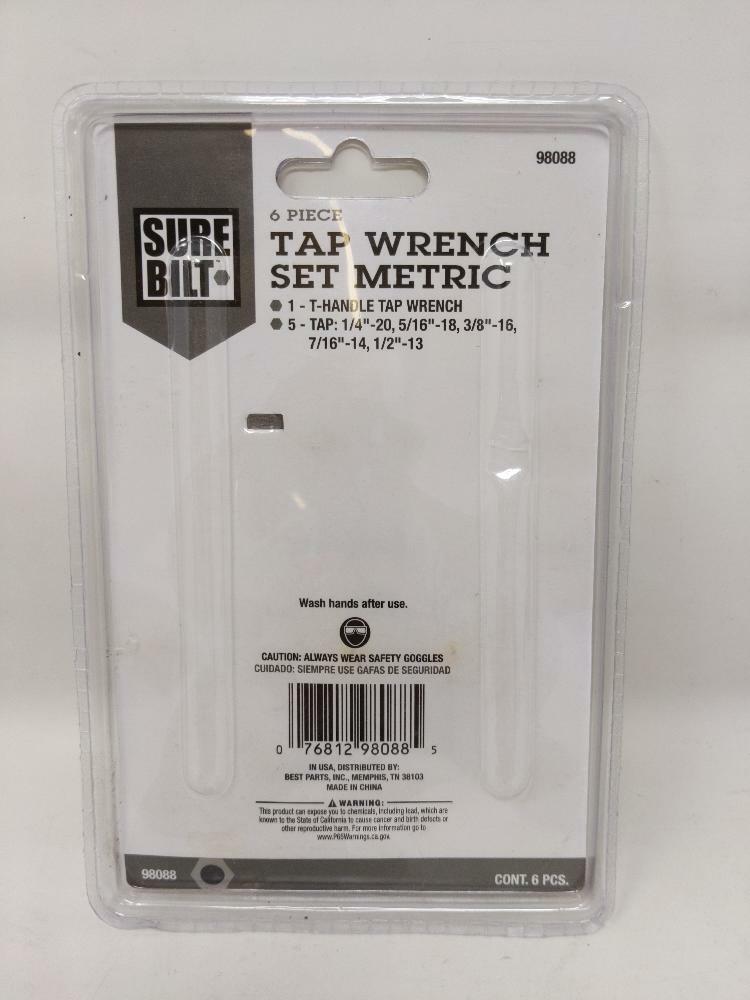 98088
SURE
BILT
6 PIECE
TAP WRENCH
SET METRIC
1 - T-HANDLE TAP WRENCH
5 - TAP: 1/4"-20, 5/16"-18, 3/8"-16,
7/16"-14, 1/2"-13
Wash hands after use.
CAUTION: ALWAYS WEAR SAFETY GOGGLES
CUIDADO: SIEMPRE USE GAFAS DE SEGURIDAD
0 76812 98088 5
IN USA, DISTRIBUTED BY:
BEST PARTS, INC., MEMPHIS, TN 38103
MADE IN CHINA
WARNING:
This product can expose you to chemicals, including lead, which are
known to the State of California to cause cancer and birth defects or
other reproductive harm. For more information go to
www.P65Warnings.ca.gov.
98088
CONT. 6 PCS.